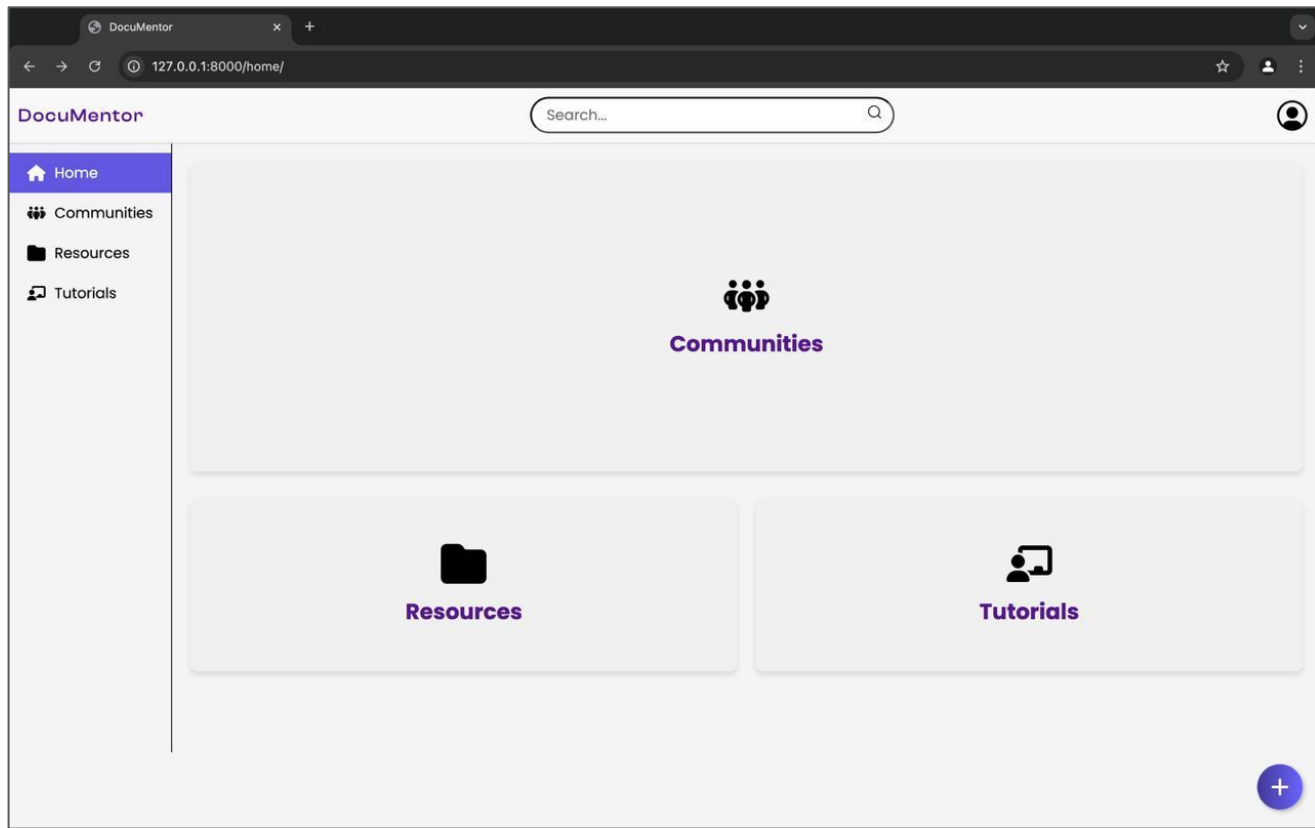 DocuMentor
127.0.0.1:8000/home/
DocuMentor
Search...
Home
Communities
Resources
Tutorials
Communities
Resources
Tutorials